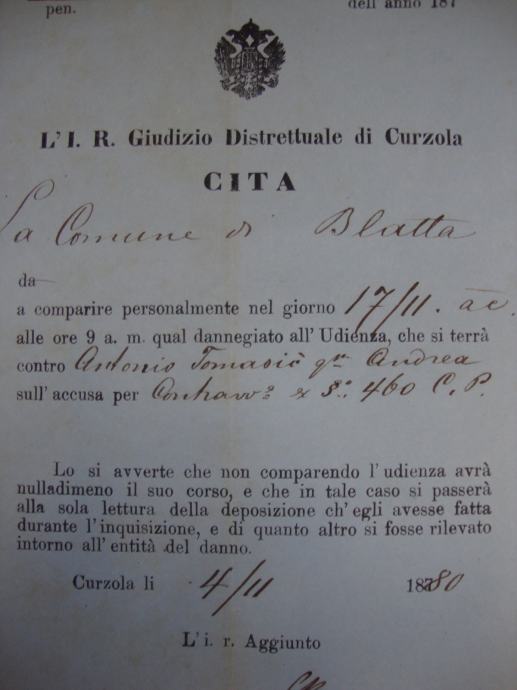 pen. dell'anno 187
L'I. R. Giudizio Distrettuale di Curzola
CITA
La Comune di Blatta
da
a comparire personalmente nel giorno 17/11. ac.
alle ore 9 a. m. qual dannegiato all'Udienza, che si terrà
contro Antonio Tomasić qm Andrea
sull'accusa per Contravv.e x §.: 460 C. P.
Lo si avverte che non comparendo l'udienza avrà
nulladimeno il suo corso, e che in tale caso si passerà
alla sola lettura della deposizione ch'egli avesse fatta
durante l'inquisizione, e di quanto altro si fosse rilevato
intorno all'entità del danno.
Curzola li 4/11 1880
L'i. r. Aggiunto